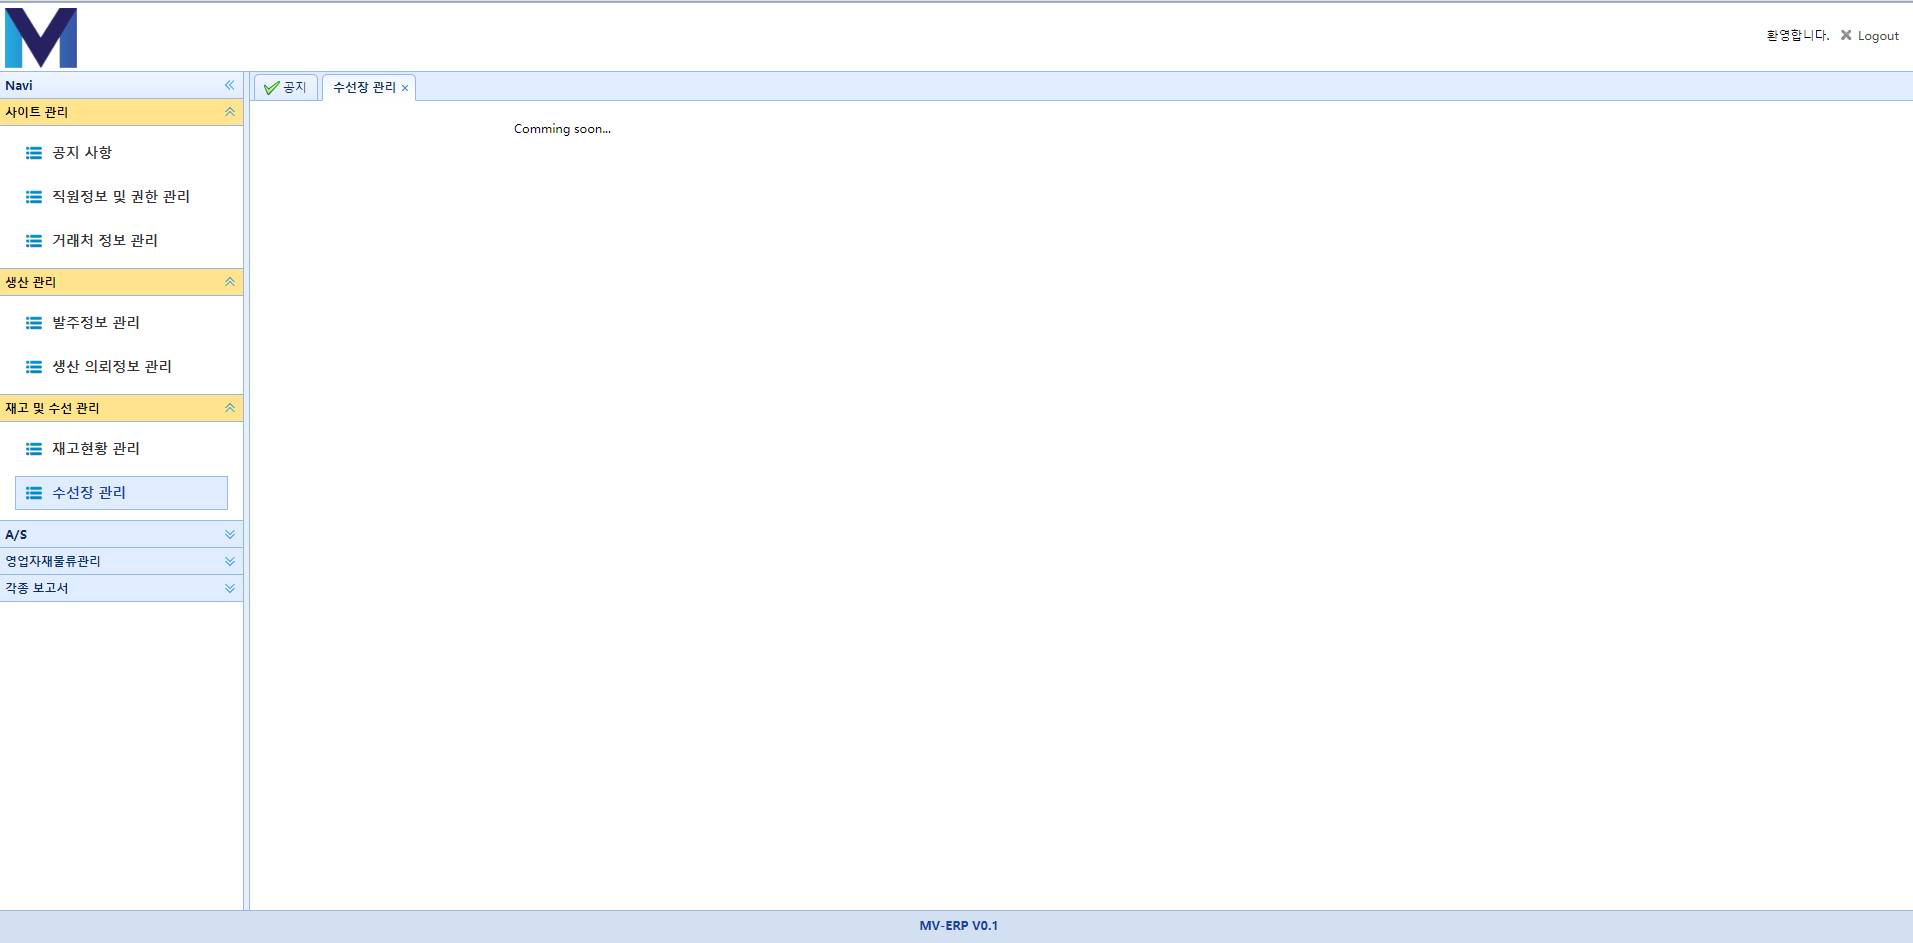 환영합니다. Logout
Navi
사이트 관리
공지 사항
직원정보 및 권한 관리
거래처 정보 관리
생산 관리
발주정보 관리
생산 의뢰정보 관리
재고 및 수선 관리
재고현황 관리
수선장 관리
A/S
영업자재물류관리
각종 보고서
공지 수선장 관리
Comming soon...
MV-ERP V0.1